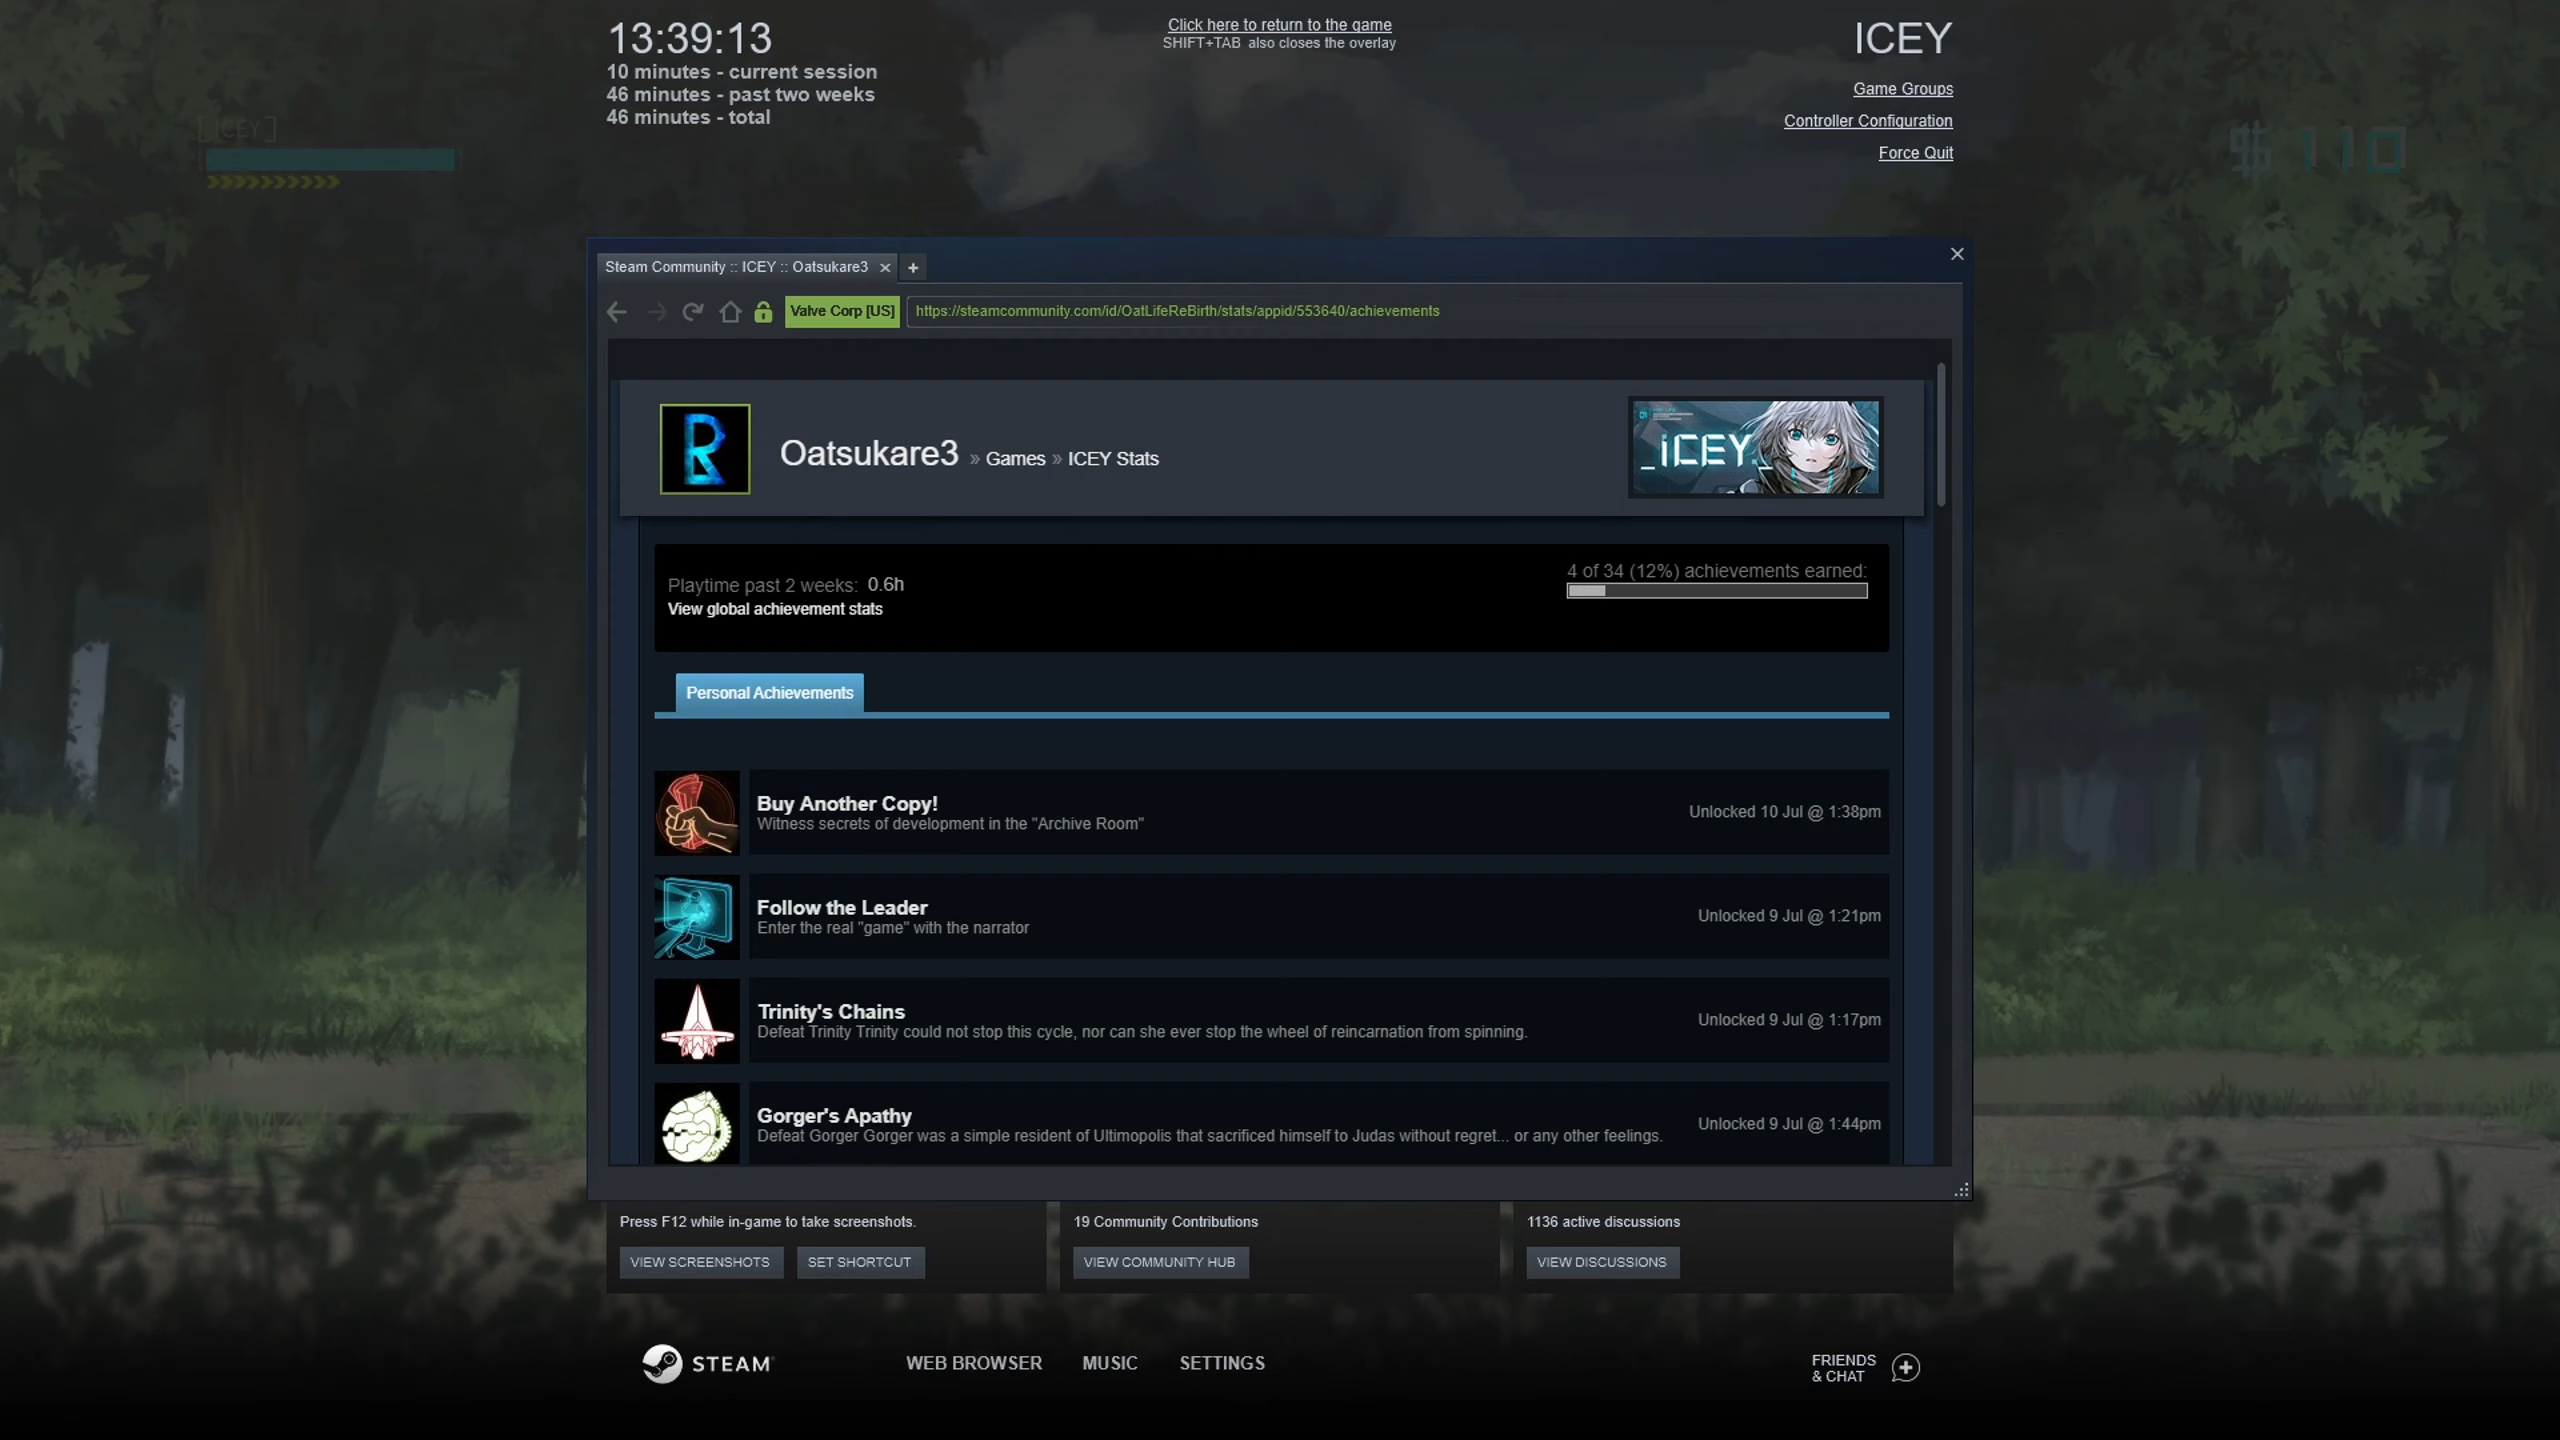 13:39:13
10 minutes - current session
46 minutes - past two weeks
46 minutes - total
Click here to return to the game
SHIFT+TAB also closes the overlay
ICEY
Game Groups
Controller Configuration
Force Quit
[ICEY]
$ 110
Steam Community :: ICEY :: Oatsukare3
Valve Corp [US]
https://steamcommunity.com/id/OatLifeReBirth/stats/appid/553640/achievements
R
Oatsukare3 » Games » ICEY Stats
_iCEY._
Playtime past 2 weeks: 0.6h
View global achievement stats
4 of 34 (12%) achievements earned:
Personal Achievements
Buy Another Copy!
Witness secrets of development in the "Archive Room"
Unlocked 10 Jul @ 1:38pm
Follow the Leader
Enter the real "game" with the narrator
Unlocked 9 Jul @ 1:21pm
Trinity's Chains
Defeat Trinity Trinity could not stop this cycle, nor can she ever stop the wheel of reincarnation from spinning.
Unlocked 9 Jul @ 1:17pm
Gorger's Apathy
Defeat Gorger Gorger was a simple resident of Ultimopolis that sacrificed himself to Judas without regret... or any other feelings.
Unlocked 9 Jul @ 1:44pm
Press F12 while in-game to take screenshots.
VIEW SCREENSHOTS
SET SHORTCUT
19 Community Contributions
VIEW COMMUNITY HUB
1136 active discussions
VIEW DISCUSSIONS
STEAM
WEB BROWSER
MUSIC
SETTINGS
FRIENDS
& CHAT